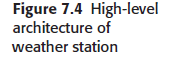 Figure 7.4 High-level
architecture of
weather station